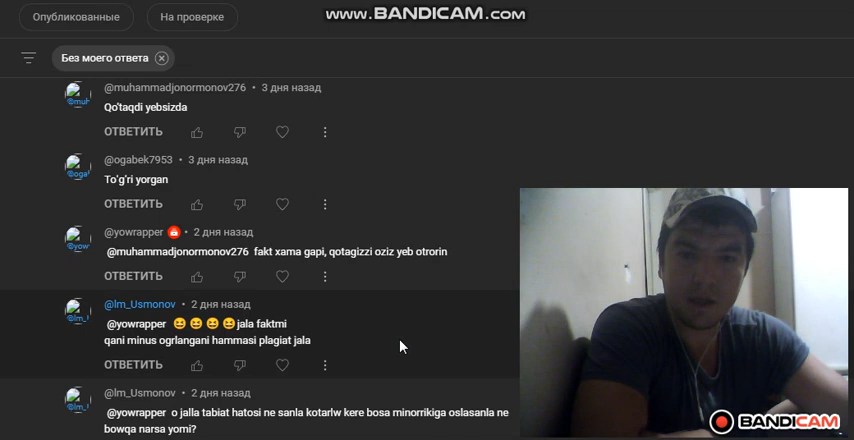 www.BANDICAM.com
Опубликованные
На проверке
Без моего ответа
@muhammadjonormonov276 • 3 дня назад
Qo'taqdi yebsizda
ОТВЕТИТЬ
@ogabek7953 • 3 дня назад
To'g'ri yorgan
ОТВЕТИТЬ
@yowrapper • 2 дня назад
@muhammadjonormonov276 fakt xama gapi, qotagizzi oziz yeb otrorin
ОТВЕТИТЬ
@lm_Usmonov • 2 дня назад
@yowrapper 😆 😆 😆 😆jala faktmi
qani minus ogrlangani hammasi plagiat jala
ОТВЕТИТЬ
@lm_Usmonov • 2 дня назад
@yowrapper o jalla tabiat hatosi ne sanla kotarlw kere bosa minorrikiga oslasanla ne
bowqa narsa yomi?
BANDICAM